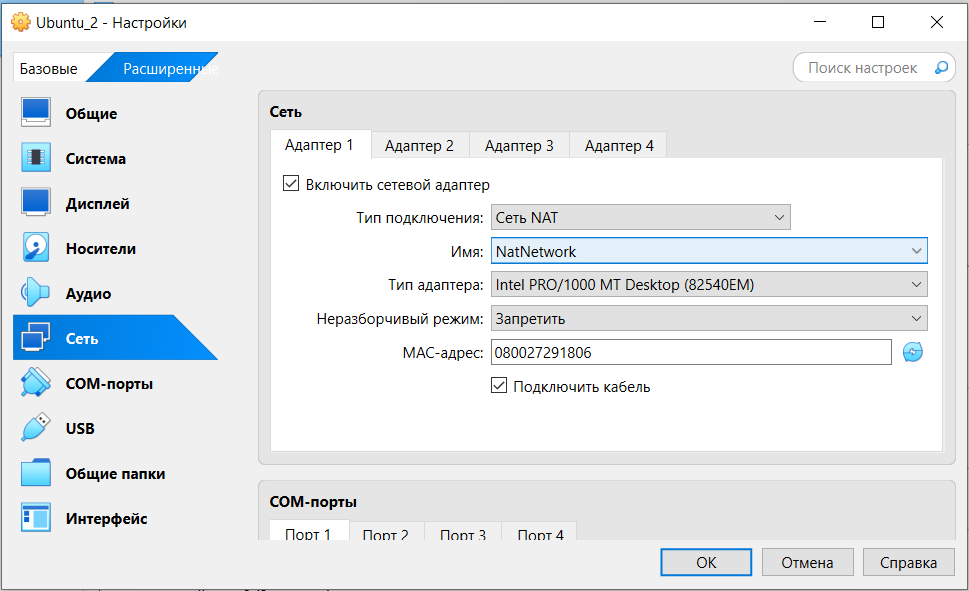 Ubuntu_2 - Настройки
Базовые
Расширенные
Поиск настроек
Общие
Система
Дисплей
Носители
Аудио
Сеть
COM-порты
USB
Общие папки
Интерфейс
Сеть
Адаптер 1 Адаптер 2 Адаптер 3 Адаптер 4
Включить сетевой адаптер
Тип подключения: Сеть NAT
Имя: NatNetwork
Тип адаптера: Intel PRO/1000 MT Desktop (82540EM)
Неразборчивый режим: Запретить
MAC-адрес: 080027291806
Подключить кабель
COM-порты
Порт 1 Порт 2 Порт 3 Порт 4
OK Отмена Справка